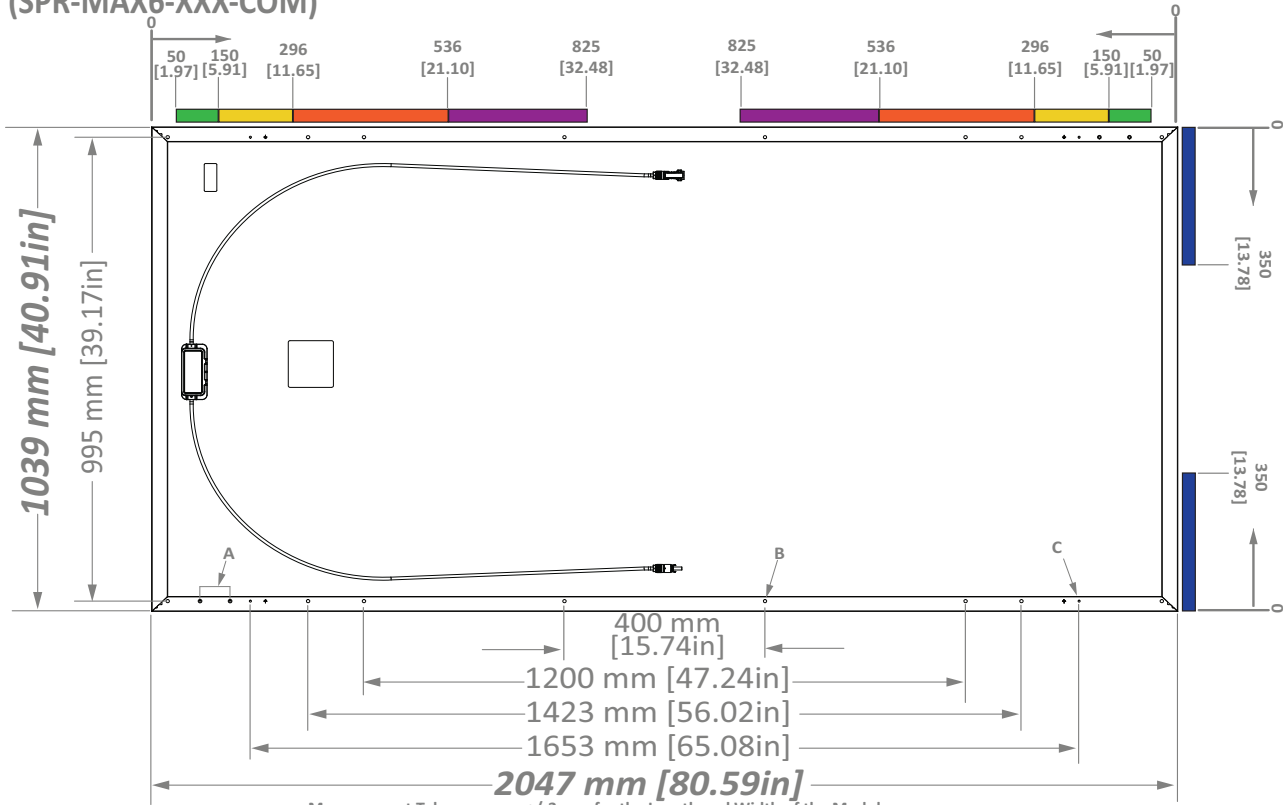 (SPR-MAX6-XXX-COM)
0
0
50
[1.97]
150
[5.91]
296
[11.65]
536
[21.10]
825
[32.48]
825
[32.48]
536
[21.10]
296
[11.65]
150
[5.91]
50
[1.97]
0
350
[13.78]
1039 mm [40.91in]
995 mm [39.17in]
350
[13.78]
0
A
B
C
400 mm
[15.74in]
1200 mm [47.24in]
1423 mm [56.02in]
1653 mm [65.08in]
2047 mm [80.59in]